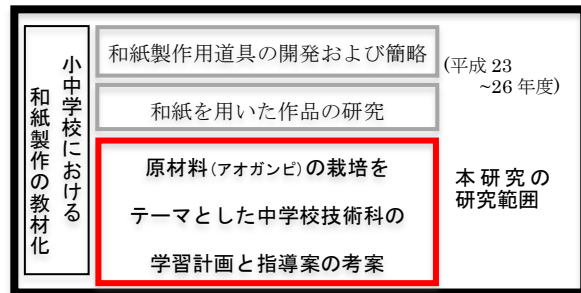 小中学校における
和紙製作の教材化
和紙製作用道具の開発および簡略
和紙を用いた作品の研究
(平成 23
~26 年度)
原材料(アオガンピ)の栽培を
テーマとした中学校技術科の
学習計画と指導案の考案
本研究の
研究範囲